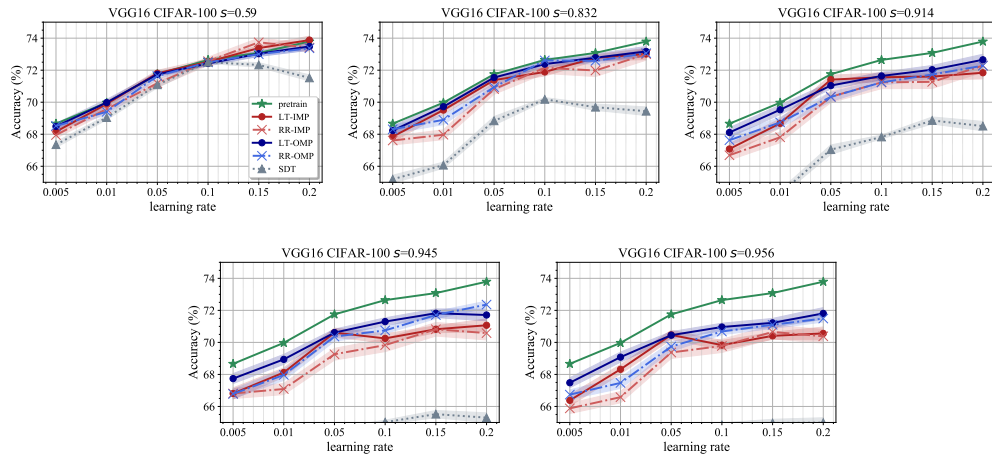 VGG16 CIFAR-100 s=0.59
Accuracy (%)
74
72
70
68
66
0.005 0.01 0.05 0.1 0.15 0.2
learning rate
pretrain
LT-IMP
RR-IMP
LT-OMP
RR-OMP
SDT
VGG16 CIFAR-100 s=0.832
Accuracy (%)
74
72
70
68
66
0.005 0.01 0.05 0.1 0.15 0.2
learning rate
VGG16 CIFAR-100 s=0.914
Accuracy (%)
74
72
70
68
66
0.005 0.01 0.05 0.1 0.15 0.2
learning rate
VGG16 CIFAR-100 s=0.945
Accuracy (%)
74
72
70
68
66
0.005 0.01 0.05 0.1 0.15 0.2
learning rate
VGG16 CIFAR-100 s=0.956
Accuracy (%)
74
72
70
68
66
0.005 0.01 0.05 0.1 0.15 0.2
learning rate